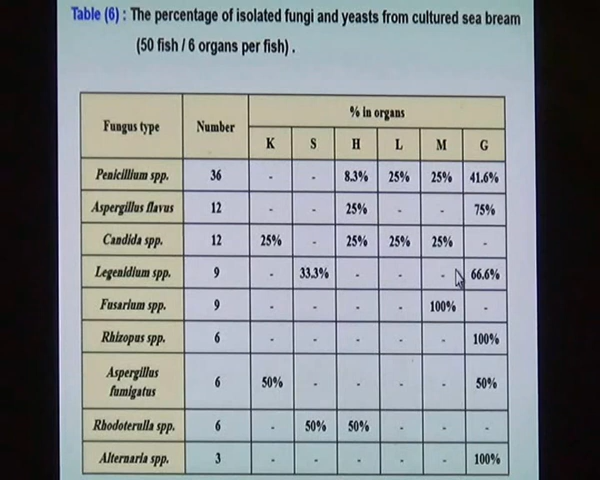 Table (6) : The percentage of isolated fungi and yeasts from cultured sea bream
(50 fish / 6 organs per fish) .
Fungus type Number % in organs
K S H L M G
Penicillium spp. 36 - - 8.3% 25% 25% 41.6%
Aspergillus flavus 12 - - 25% - - 75%
Candida spp. 12 25% - 25% 25% 25% -
Legenidium spp. 9 - 33.3% - - - 66.6%
Fusarium spp. 9 - - - - 100% -
Rhizopus spp. 6 - - - - - 100%
Aspergillus
fumigatus 6 50% - - - - 50%
Rhodoterulla spp. 6 - 50% 50% - - -
Alternaria spp. 3 - - - - - 100%